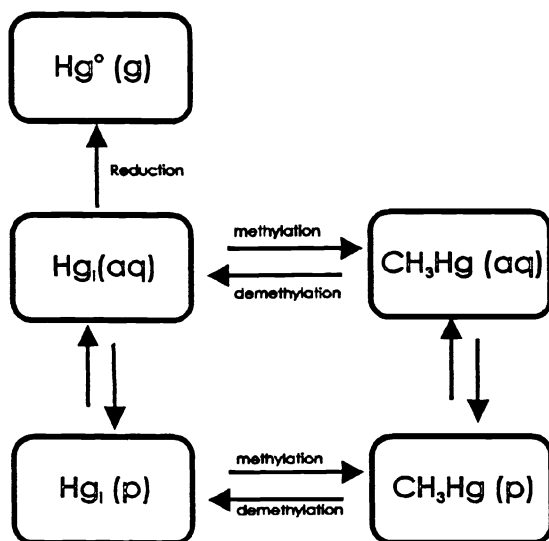 Hg° (g)
Reduction
Hgᵢ(aq)
methylation
demethylation
CH₃Hg (aq)
Hgᵢ (p)
methylation
demethylation
CH₃Hg (p)